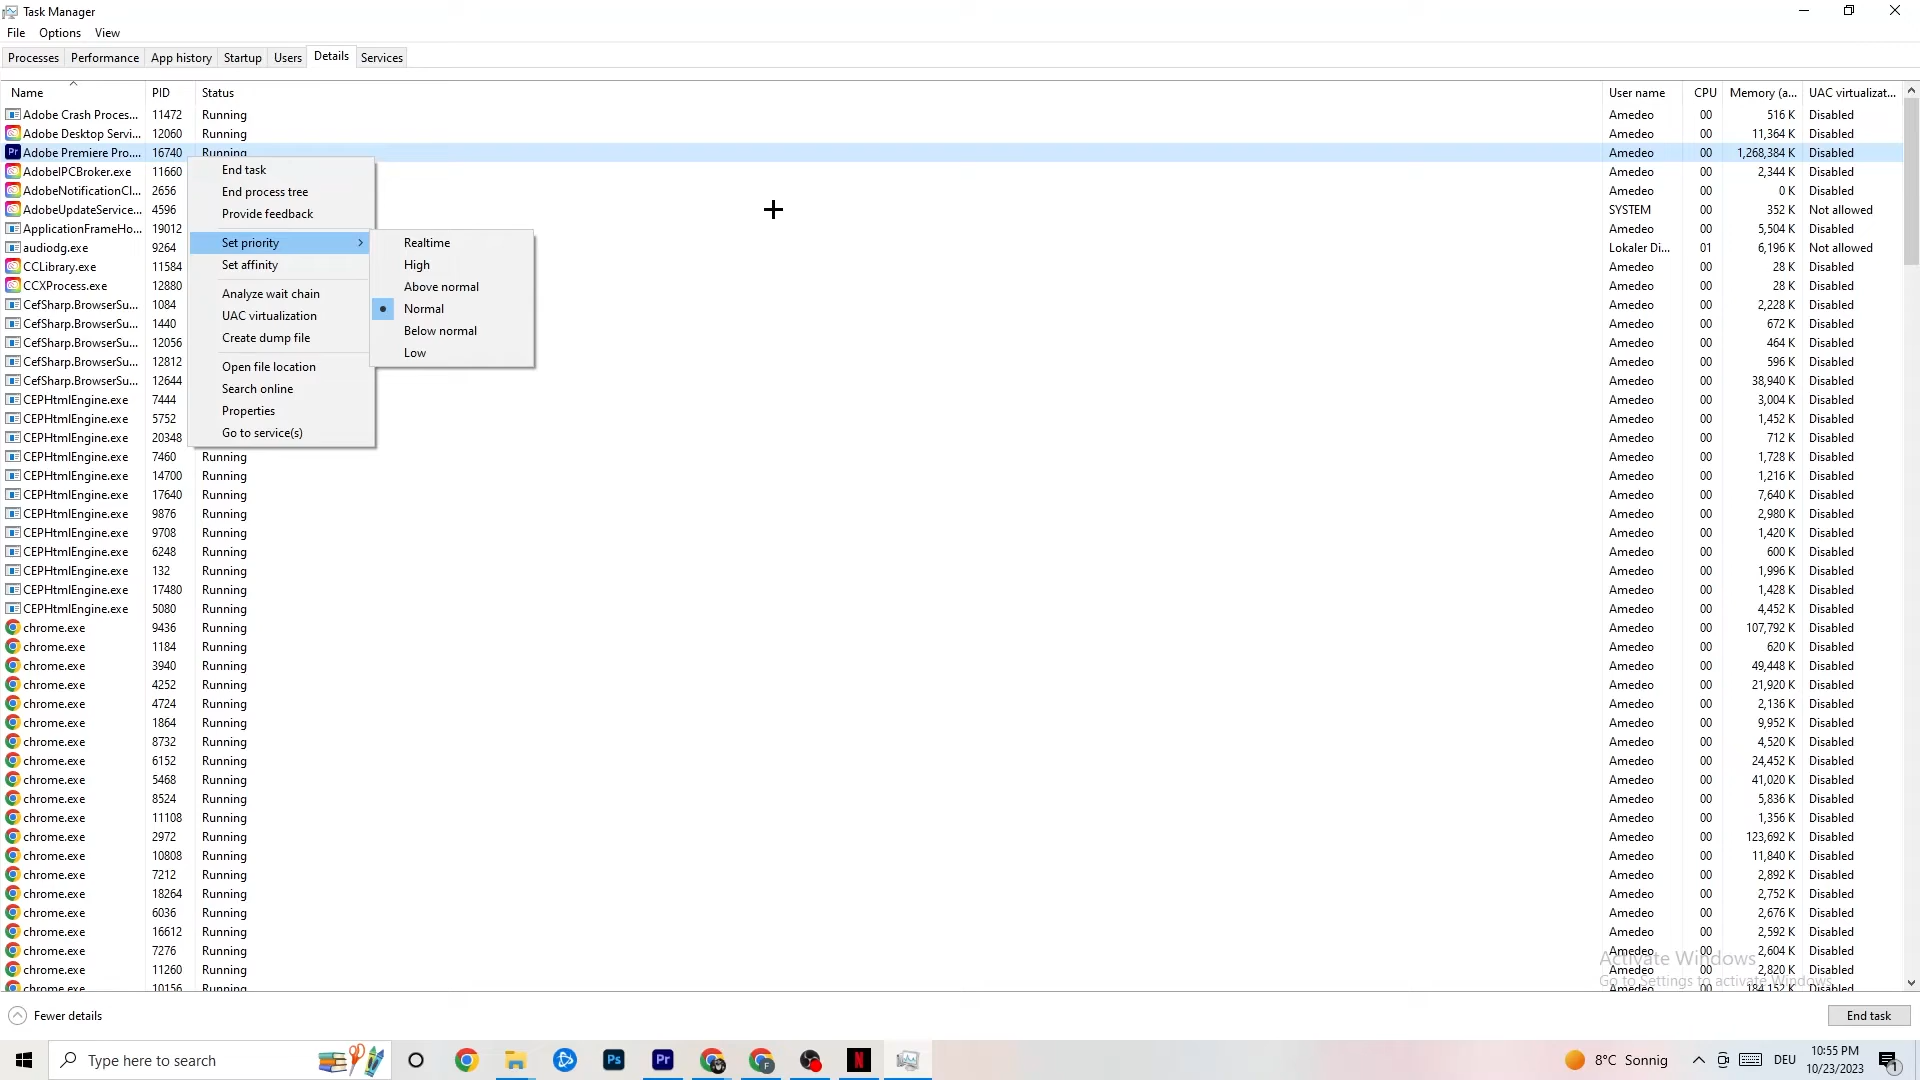 Task Manager
File Options View
Processes Performance App history Startup Users Details Services
Name PID Status User name CPU Memory (a... UAC virtualizat...
Adobe Crash Proces... 11472 Running Amedeo 00 516 K Disabled
Adobe Desktop Servi... 12060 Running Amedeo 00 11,364 K Disabled
Adobe Premiere Pro.... 16740 Running Amedeo 00 1,268,384 K Disabled
AdobeIPCBroker.exe 11660 Amedeo 00 2,344 K Disabled
AdobeNotificationCl... 2656 Amedeo 00 0 K Disabled
AdobeUpdateService... 4596 SYSTEM 00 352 K Not allowed
ApplicationFrameHo... 19012 Amedeo 00 5,504 K Disabled
audiodg.exe 9264 Lokaler Di... 01 6,196 K Not allowed
CCLibrary.exe 11584 Amedeo 00 28 K Disabled
CCXProcess.exe 12880 Amedeo 00 28 K Disabled
CefSharp.BrowserSu... 1084 Amedeo 00 2,228 K Disabled
CefSharp.BrowserSu... 1440 Amedeo 00 672 K Disabled
CefSharp.BrowserSu... 12056 Amedeo 00 464 K Disabled
CefSharp.BrowserSu... 12812 Amedeo 00 596 K Disabled
CefSharp.BrowserSu... 12644 Amedeo 00 38,940 K Disabled
CEPHtmlEngine.exe 7444 Amedeo 00 3,004 K Disabled
CEPHtmlEngine.exe 5752 Amedeo 00 1,452 K Disabled
CEPHtmlEngine.exe 20348 Amedeo 00 712 K Disabled
CEPHtmlEngine.exe 7460 Running Amedeo 00 1,728 K Disabled
CEPHtmlEngine.exe 14700 Running Amedeo 00 1,216 K Disabled
CEPHtmlEngine.exe 17640 Running Amedeo 00 7,640 K Disabled
CEPHtmlEngine.exe 9876 Running Amedeo 00 2,980 K Disabled
CEPHtmlEngine.exe 9708 Running Amedeo 00 1,420 K Disabled
CEPHtmlEngine.exe 6248 Running Amedeo 00 600 K Disabled
CEPHtmlEngine.exe 132 Running Amedeo 00 1,996 K Disabled
CEPHtmlEngine.exe 17480 Running Amedeo 00 1,428 K Disabled
CEPHtmlEngine.exe 5080 Running Amedeo 00 4,452 K Disabled
chrome.exe 9436 Running Amedeo 00 107,792 K Disabled
chrome.exe 1184 Running Amedeo 00 620 K Disabled
chrome.exe 3940 Running Amedeo 00 49,448 K Disabled
chrome.exe 4252 Running Amedeo 00 21,920 K Disabled
chrome.exe 4724 Running Amedeo 00 2,136 K Disabled
chrome.exe 1864 Running Amedeo 00 9,952 K Disabled
chrome.exe 8732 Running Amedeo 00 4,520 K Disabled
chrome.exe 6152 Running Amedeo 00 24,452 K Disabled
chrome.exe 5468 Running Amedeo 00 41,020 K Disabled
chrome.exe 8524 Running Amedeo 00 5,836 K Disabled
chrome.exe 11108 Running Amedeo 00 1,356 K Disabled
chrome.exe 2972 Running Amedeo 00 123,692 K Disabled
chrome.exe 10808 Running Amedeo 00 11,840 K Disabled
chrome.exe 7212 Running Amedeo 00 2,892 K Disabled
chrome.exe 18264 Running Amedeo 00 2,752 K Disabled
chrome.exe 6036 Running Amedeo 00 2,676 K Disabled
chrome.exe 16612 Running Amedeo 00 2,592 K Disabled
chrome.exe 7276 Running Amedeo 00 2,604 K Disabled
chrome.exe 11260 Running Amedeo 00 2,820 K Disabled
chrome.exe 10156 Running Amedeo 00 184,152 K Disabled
End task
End process tree
Provide feedback
Set priority
Set affinity
Analyze wait chain
UAC virtualization
Create dump file
Open file location
Search online
Properties
Go to service(s)
Realtime
High
Above normal
Normal
Below normal
Low
Activate Windows
Go to Settings to activate Windows.
Fewer details End task
Type here to search Ps Pr F N 8°C Sonnig DEU 10:55 PM
10/23/2023 1